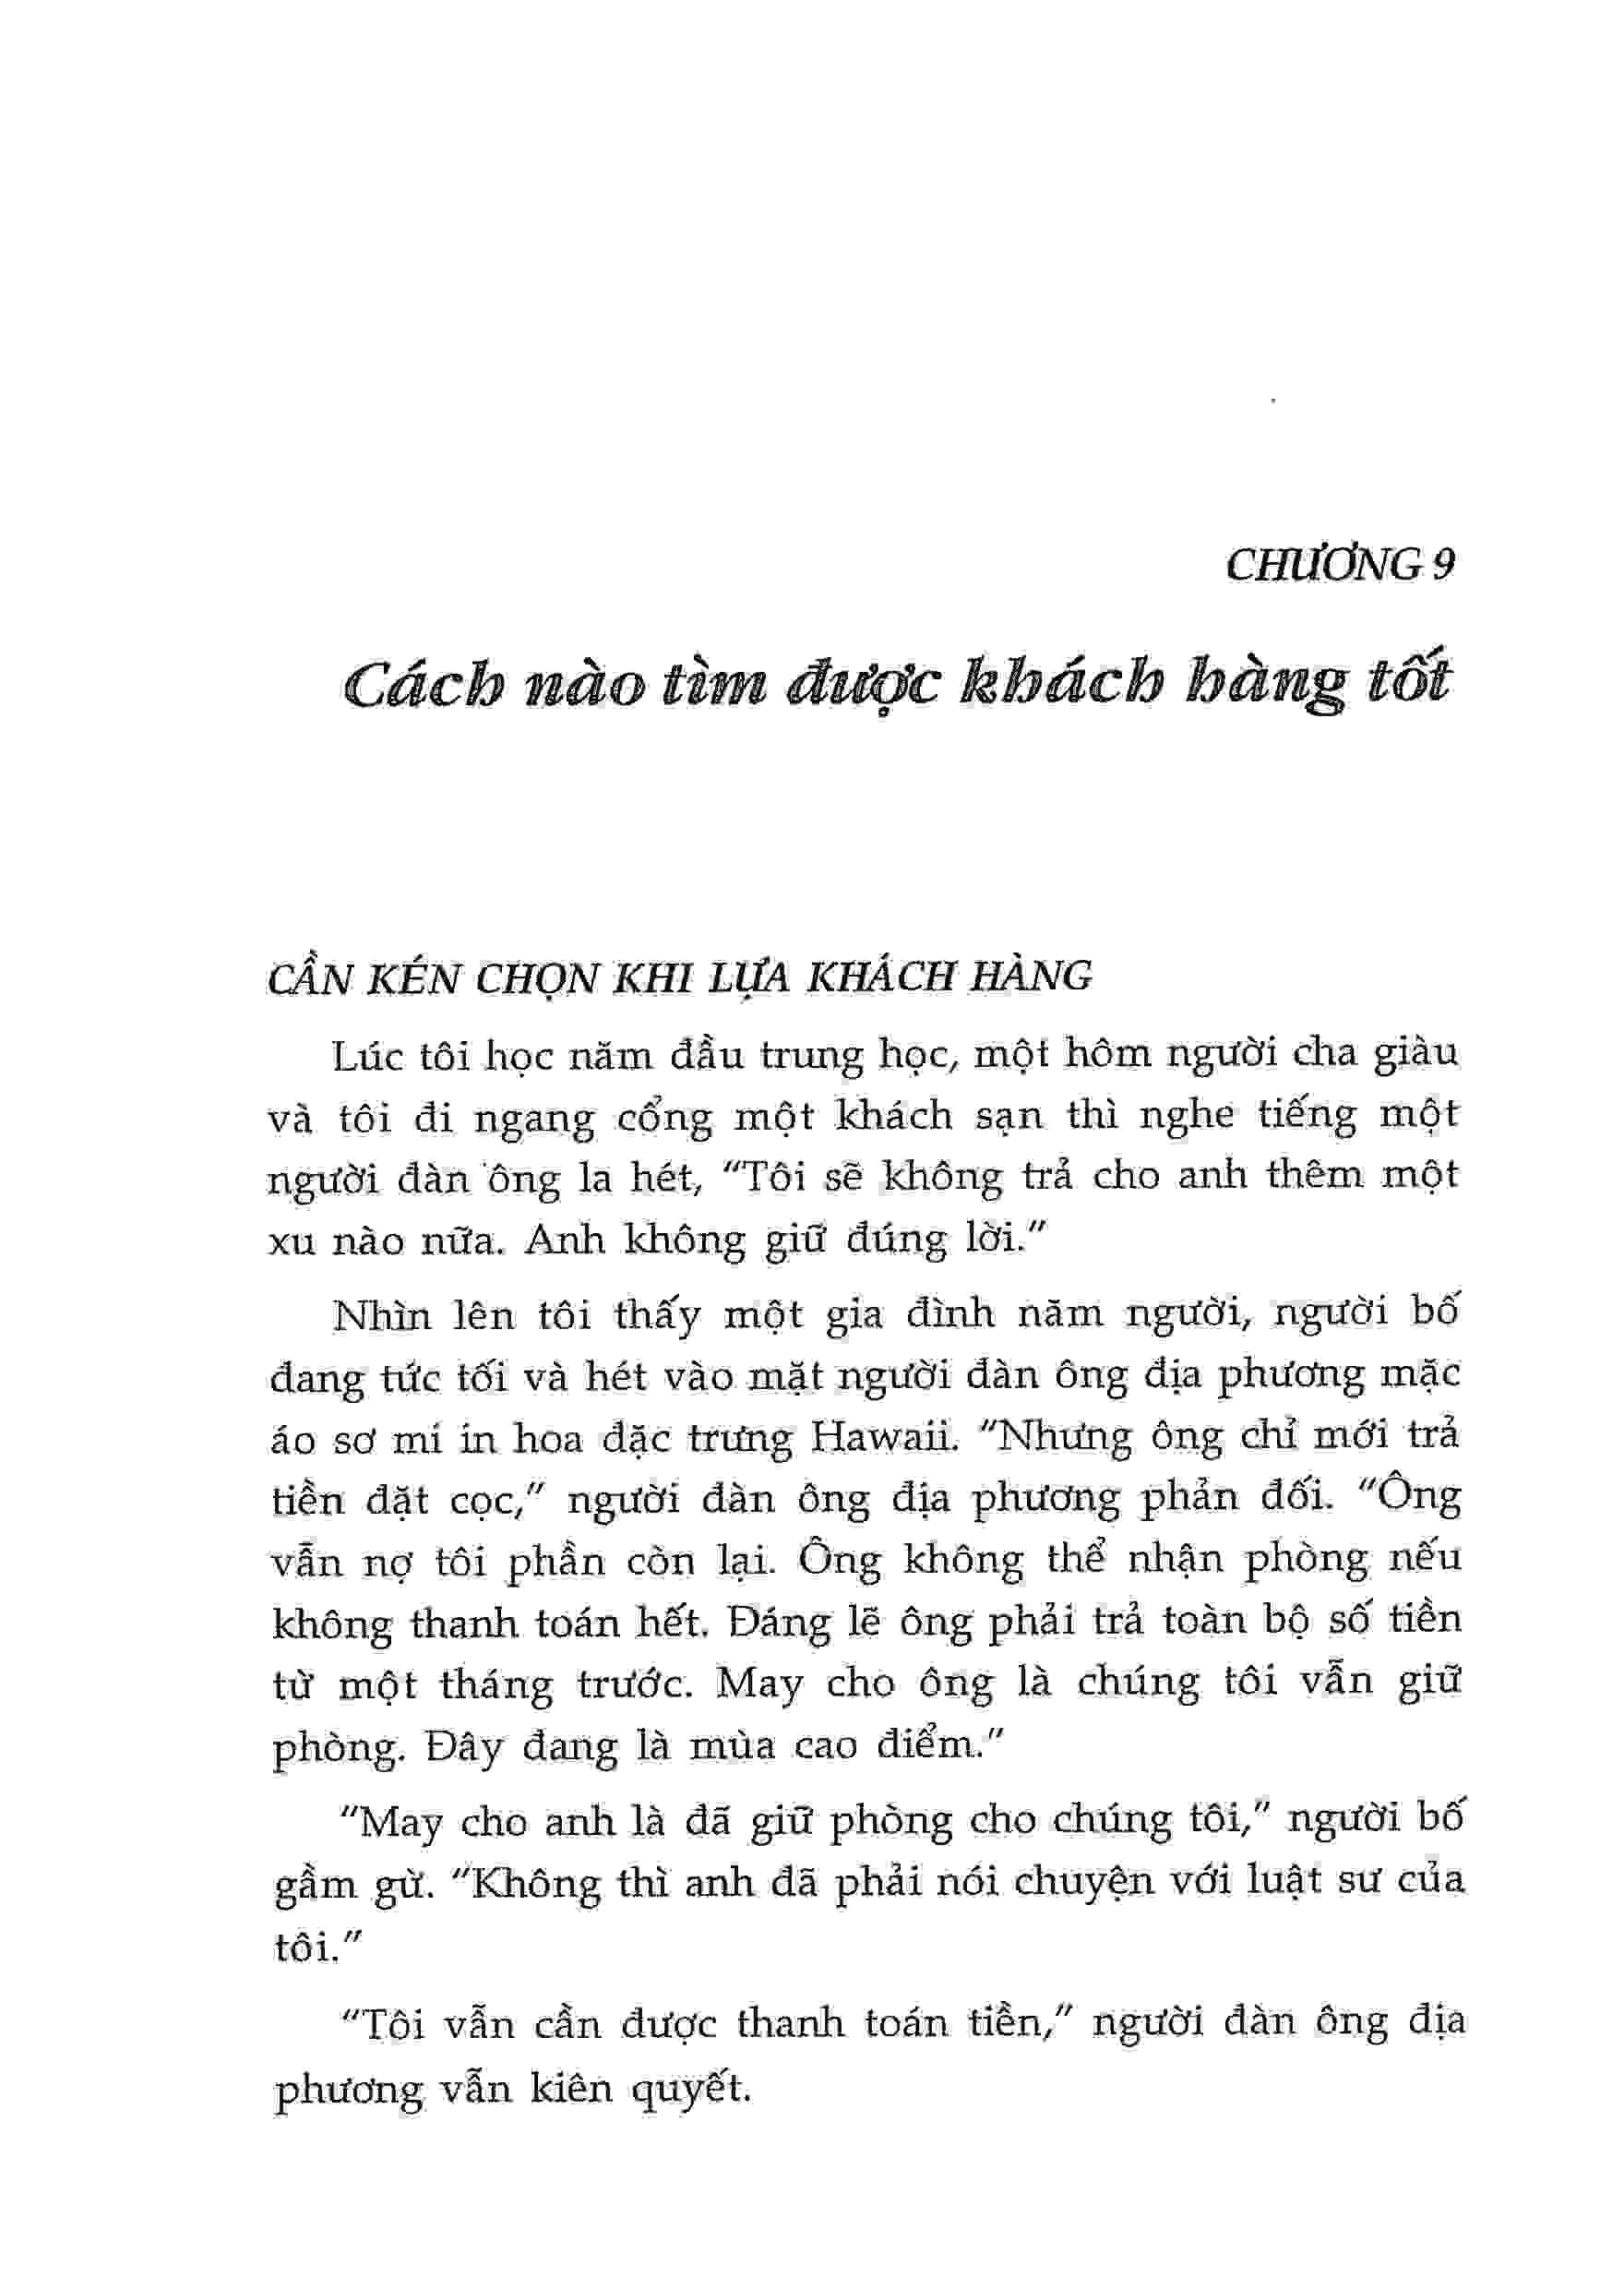 CHƯƠNG 9
Cách nào tìm được khách hàng tốt
CẦN KÉN CHỌN KHI LỰA KHÁCH HÀNG
Lúc tôi học năm đầu trung học, một hôm người cha giàu
và tôi đi ngang cổng một khách sạn thì nghe tiếng một
người đàn ông la hét, “Tôi sẽ không trả cho anh thêm một
xu nào nữa. Anh không giữ đúng lời.”
Nhìn lên tôi thấy một gia đình năm người, người bố
đang tức tối và hét vào mặt người đàn ông địa phương mặc
áo sơ mi in hoa đặc trưng Hawaii. “Nhưng ông chỉ mới trả
tiền đặt cọc,” người đàn ông địa phương phản đối. “Ông
vẫn nợ tôi phần còn lại. Ông không thể nhận phòng nếu
không thanh toán hết. Đáng lẽ ông phải trả toàn bộ số tiền
từ một tháng trước. May cho ông là chúng tôi vẫn giữ
phòng. Đây đang là mùa cao điểm.”
“May cho anh là đã giữ phòng cho chúng tôi,” người bố
gầm gừ. “Không thì anh đã phải nói chuyện với luật sư của
tôi.”
“Tôi vẫn cần được thanh toán tiền,” người đàn ông địa
phương vẫn kiên quyết.